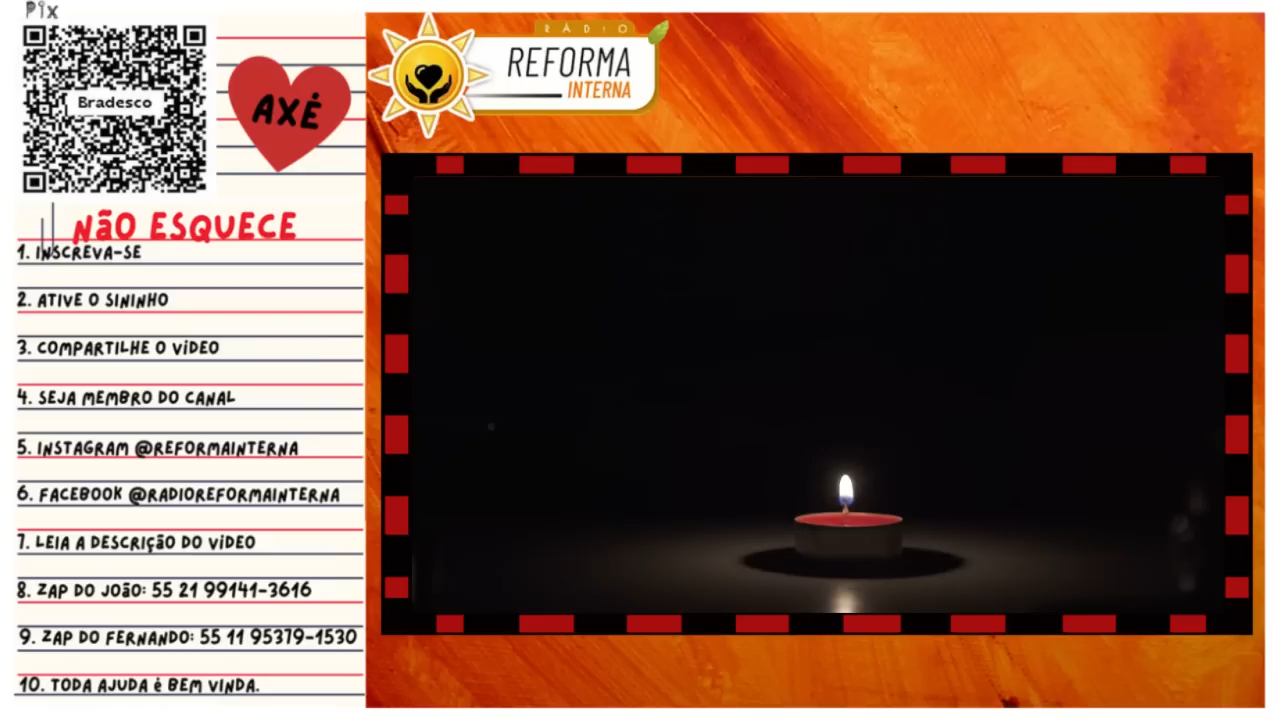 Pix
Bradesco
AXÉ
NÃO ESQUECE
1. INSCREVA-SE
2. ATIVE O SININHO
3. COMPARTILHE O VÍDEO
4. SEJA MEMBRO DO CANAL
5. INSTAGRAM @REFORMAINTERNA
6. FACEBOOK @RADIOREFORMAINTERNA
7. LEIA A DESCRIÇÃO DO VÍDEO
8. ZAP DO JOÃO: 55 21 99141-3616
9. ZAP DO FERNANDO: 55 11 95379-1530
10. TODA AJUDA É BEM VINDA.
RÁDIO
REFORMA
INTERNA